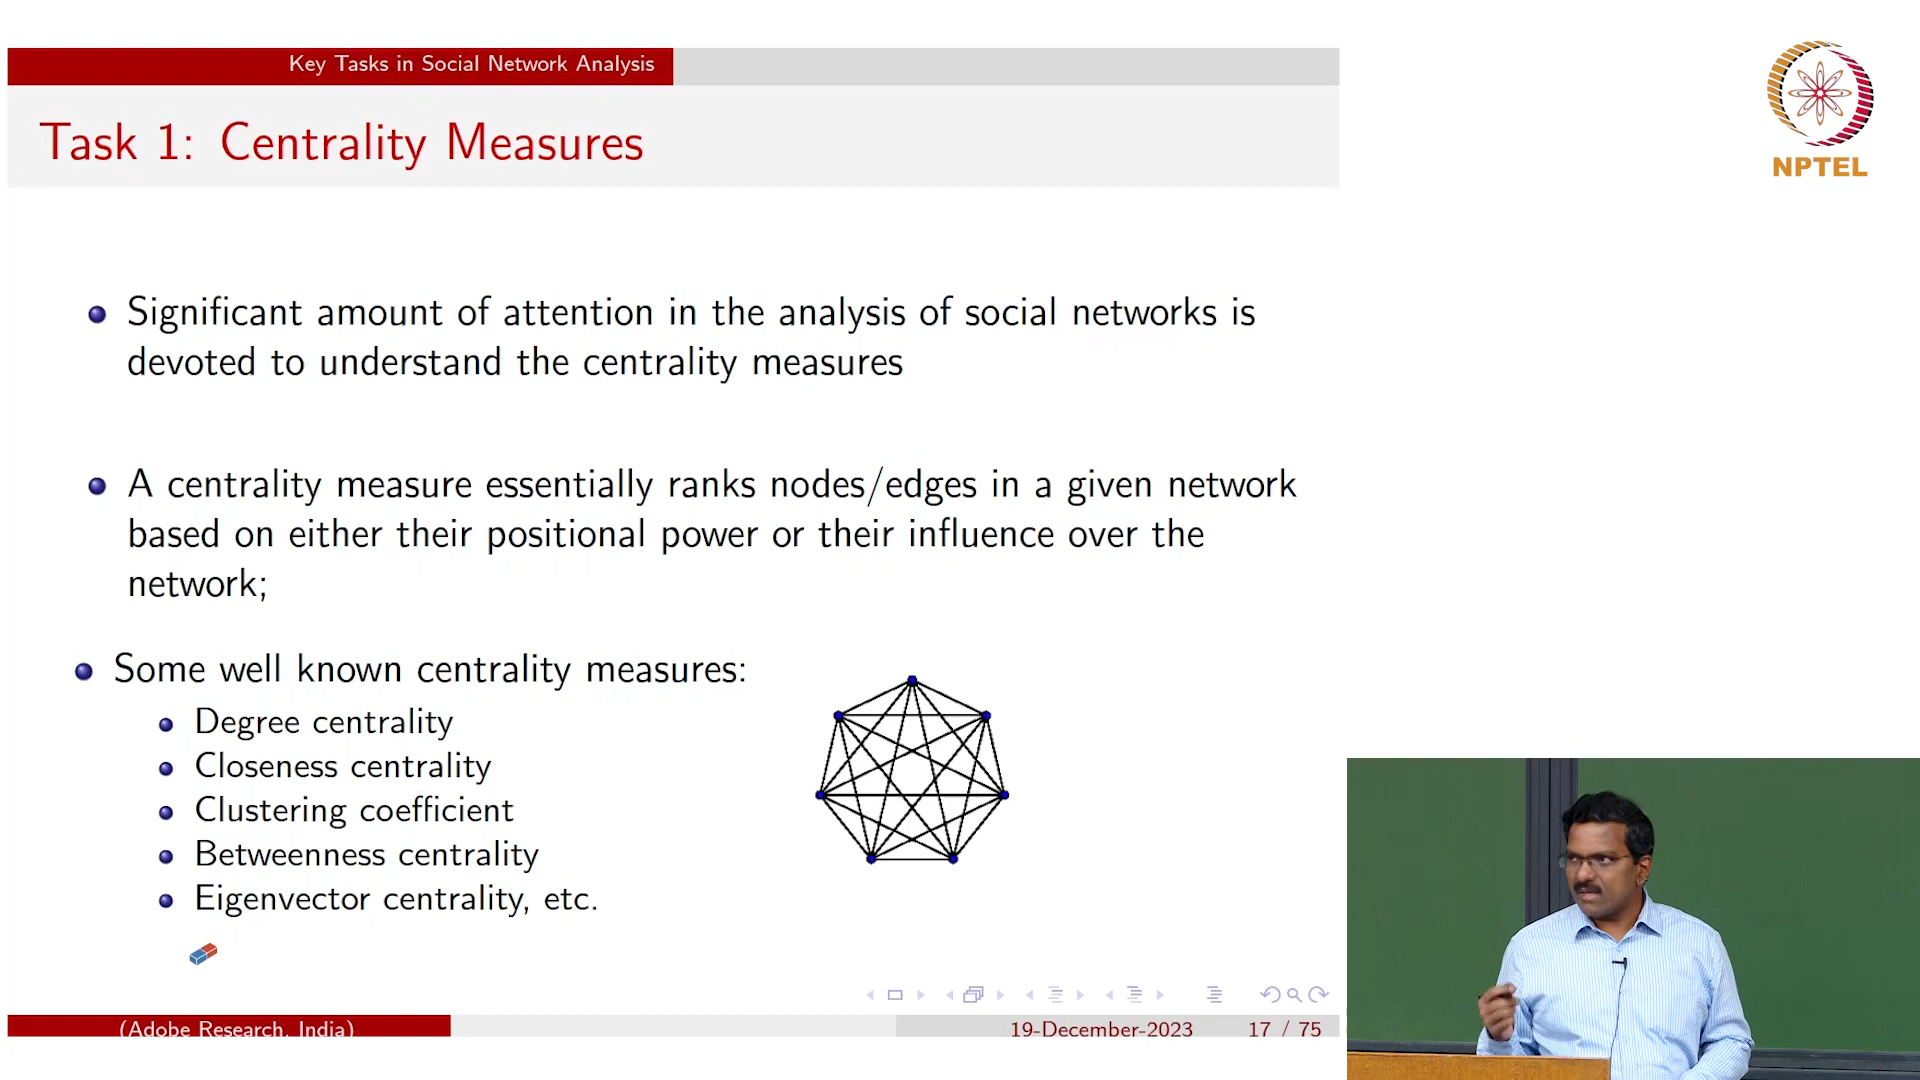 Key Tasks in Social Network Analysis
Task 1: Centrality Measures
NPTEL
Significant amount of attention in the analysis of social networks is
devoted to understand the centrality measures
A centrality measure essentially ranks nodes/edges in a given network
based on either their positional power or their influence over the
network;
Some well known centrality measures:
Degree centrality
Closeness centrality
Clustering coefficient
Betweenness centrality
Eigenvector centrality, etc.
(Adobe Research, India)
19-December-2023
17 / 75